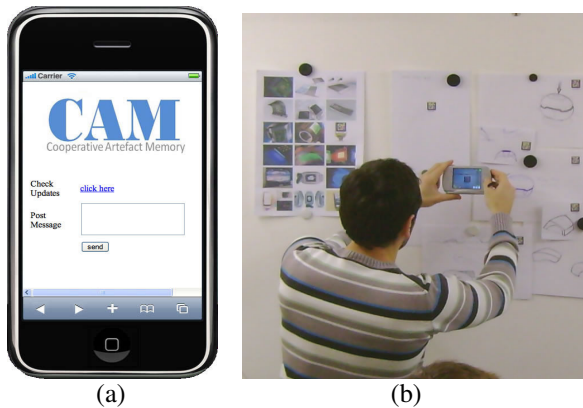 Carrier
CAM
Cooperative Artefact Memory
Check
Updates
click here
Post
Message
send
(a)
(b)